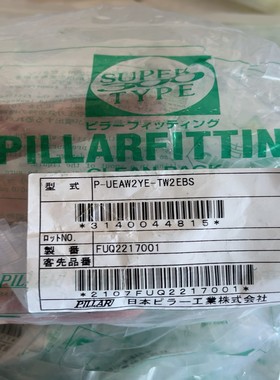 SUPER
TYPE
ピラーフィッティング
PILLARFITTIN
CLEAN PACK
型式 P-UEAW2YE-TW2EBS
*3140044815*
ロットNO.
製番 FUQ2217001
客先品番
*2107FUQ2217001*
PILLAR 日本ピラー工業株式会社